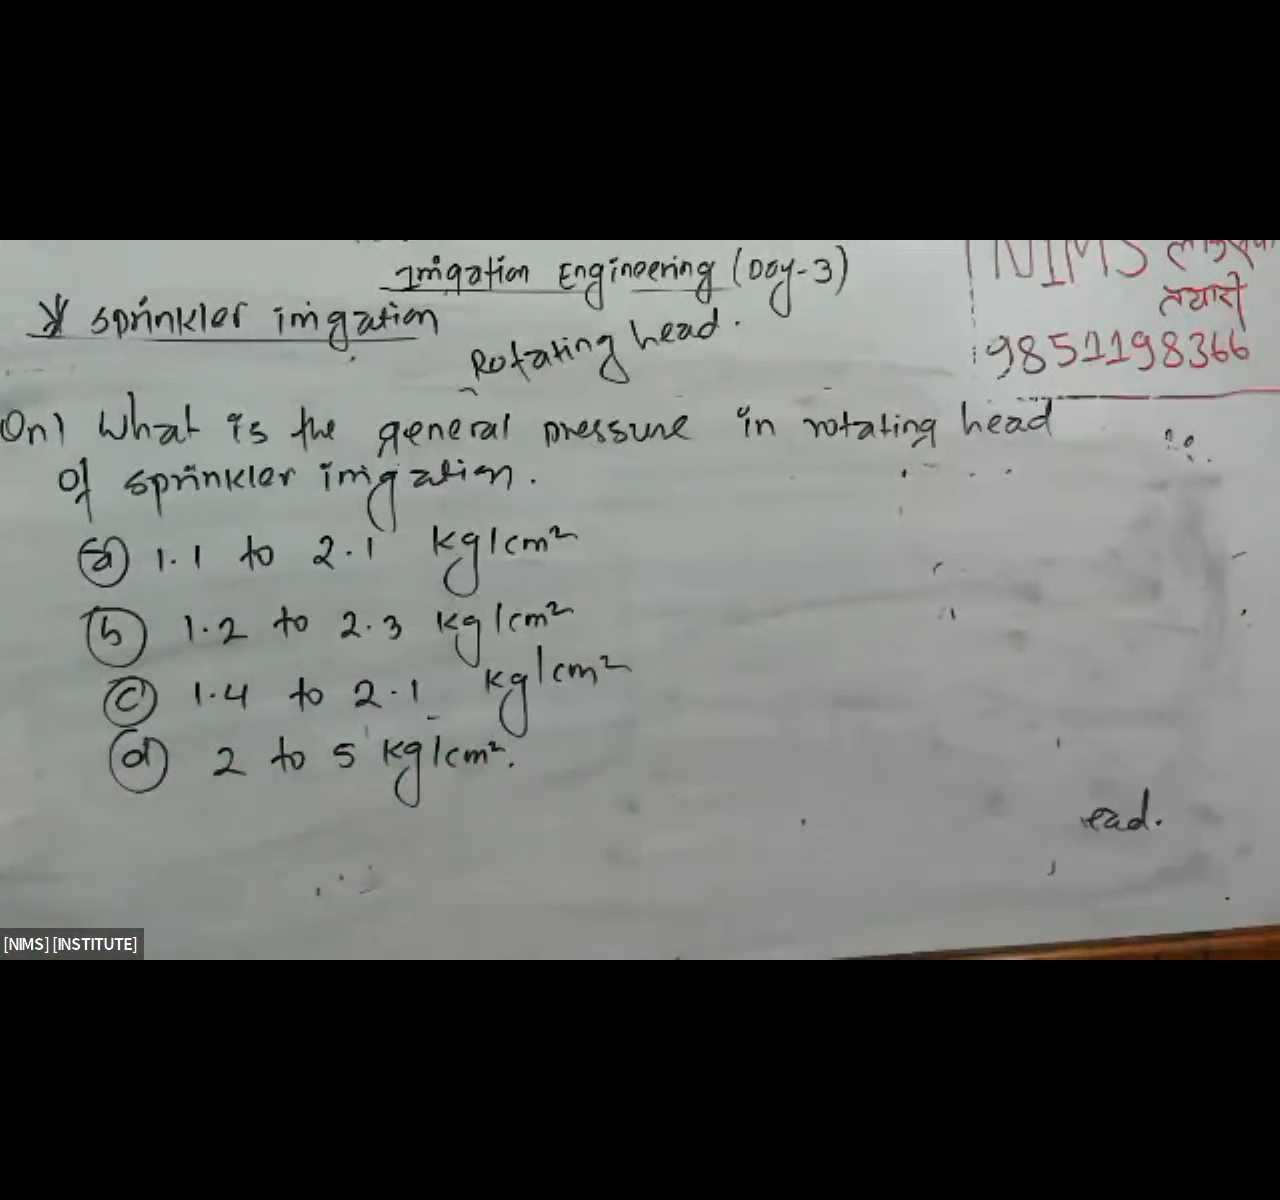 Irrigation Engineering (Day-3)
NIMS
तयारी
9851198366
* sprinkler irrigation
Rotating head.
Qn1 What is the general pressure in rotating head
of sprinkler irrigation.
(a) 1.1 to 2.1 kg/cm²
(b) 1.2 to 2.3 kg/cm²
(c) 1.4 to 2.1 kg/cm²
(d) 2 to 5 kg/cm².
ead.
[NIMS] [INSTITUTE]